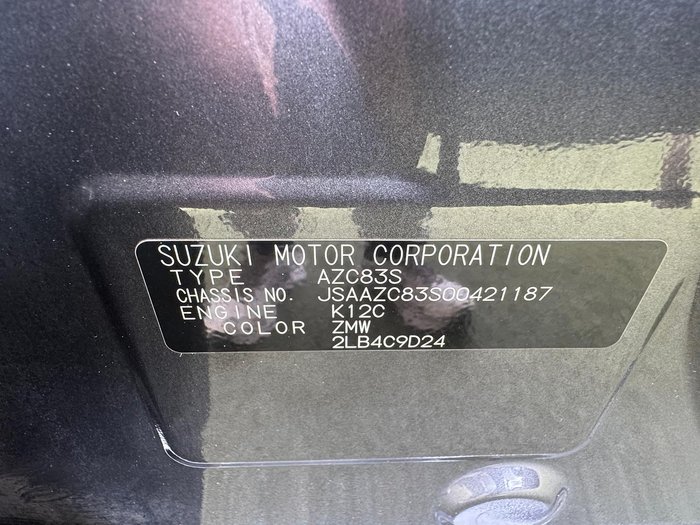 SUZUKI MOTOR CORPORATION
TYPE AZC83S
CHASSIS NO. JSAAZC83S00421187
ENGINE K12C
COLOR ZMW
2LB4C9D24